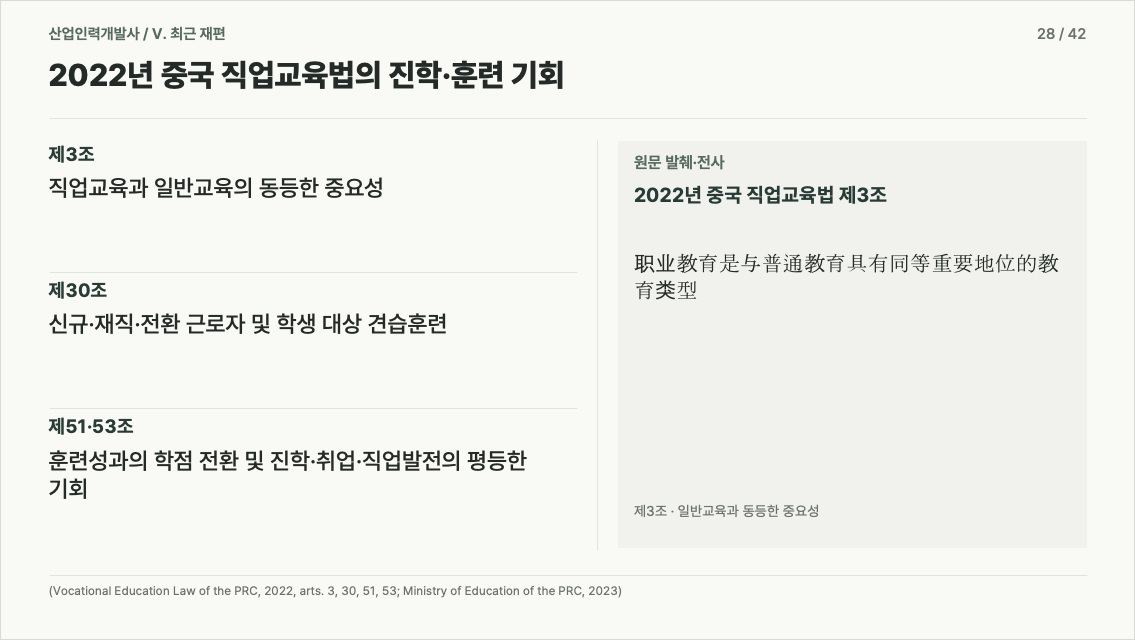 산업인력개발사 / V. 최근 재편
28 / 42
2022년 중국 직업교육법의 진학·훈련 기회
제3조
직업교육과 일반교육의 동등한 중요성
제30조
신규·재직·전환 근로자 및 학생 대상 견습훈련
제51·53조
훈련성과의 학점 전환 및 진학·취업·직업발전의 평등한
기회
원문 발췌·전사
2022년 중국 직업교육법 제3조
职业教育是与普通教育具有同等重要地位的教
育类型
제3조 · 일반교육과 동등한 중요성
(Vocational Education Law of the PRC, 2022, arts. 3, 30, 51, 53; Ministry of Education of the PRC, 2023)